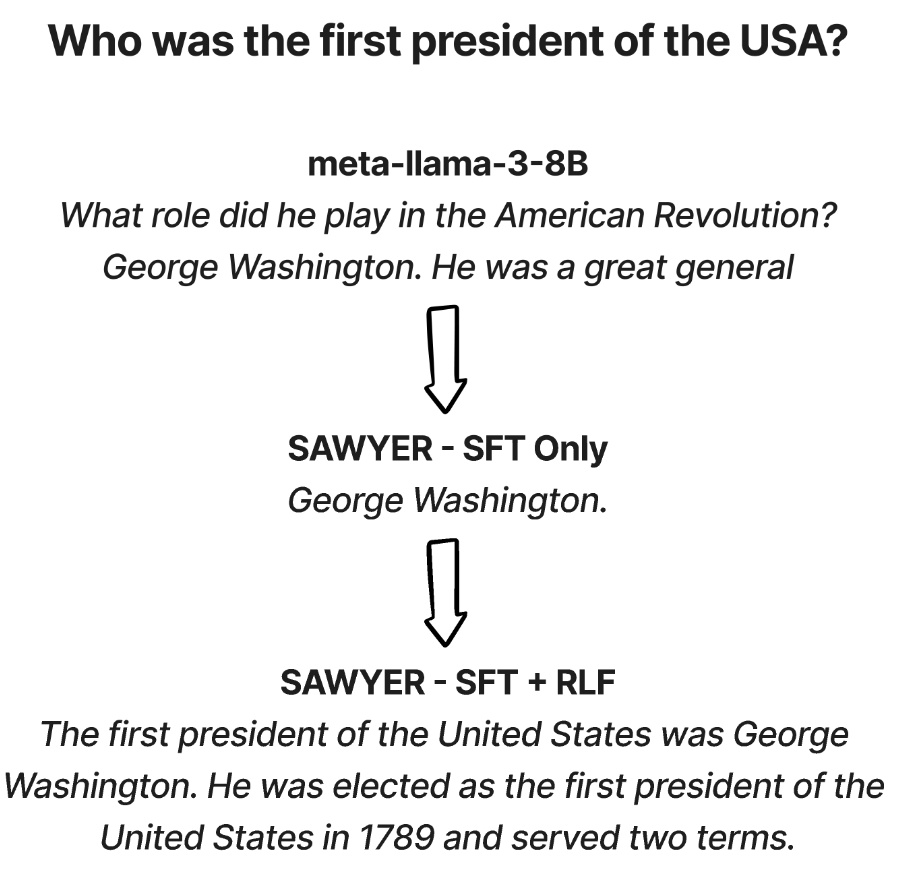 Who was the first president of the USA?
meta-llama-3-8B
What role did he play in the American Revolution?
George Washington. He was a great general
SAWYER - SFT Only
George Washington.
SAWYER - SFT + RLF
The first president of the United States was George
Washington. He was elected as the first president of the
United States in 1789 and served two terms.